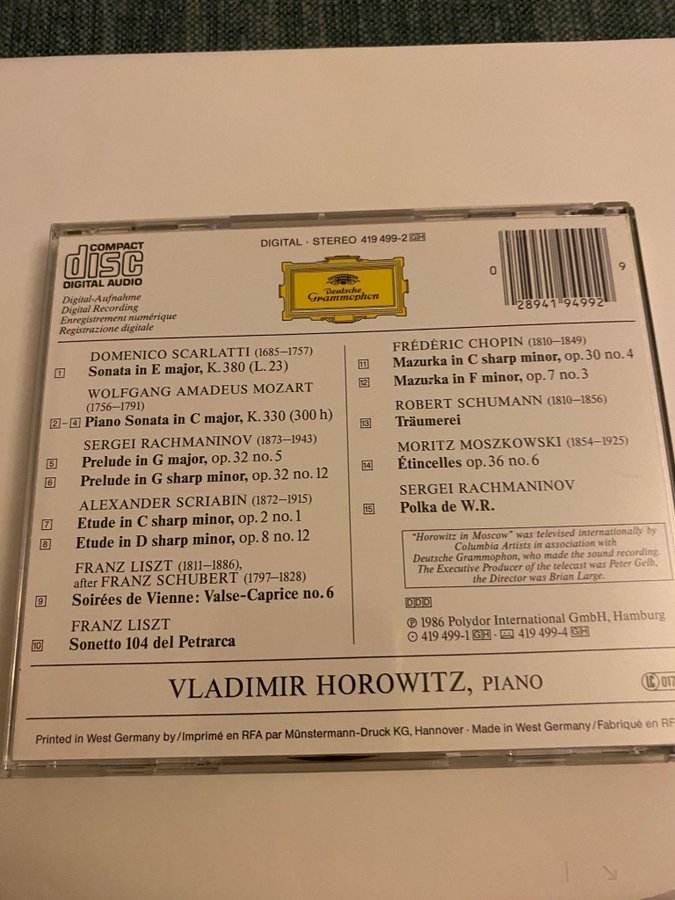 COMPACT
disc
DIGITAL AUDIO
DIGITAL · STEREO 419 499-2 GH
Deutsche
Grammophon
0
28941 94992
9
Digital-Aufnahme
Digital Recording
Enregistrement numérique
Registrazione digitale
DOMENICO SCARLATTI (1685–1757)
1 Sonata in E major, K. 380 (L. 23)
WOLFGANG AMADEUS MOZART
(1756–1791)
2–4 Piano Sonata in C major, K. 330 (300 h)
SERGEI RACHMANINOV (1873–1943)
5 Prelude in G major, op. 32 no. 5
6 Prelude in G sharp minor, op. 32 no. 12
ALEXANDER SCRIABIN (1872–1915)
7 Etude in C sharp minor, op. 2 no. 1
8 Etude in D sharp minor, op. 8 no. 12
FRANZ LISZT (1811–1886),
after FRANZ SCHUBERT (1797–1828)
9 Soirées de Vienne: Valse-Caprice no. 6
FRANZ LISZT
10 Sonetto 104 del Petrarca
FRÉDÉRIC CHOPIN (1810–1849)
11 Mazurka in C sharp minor, op. 30 no. 4
12 Mazurka in F minor, op. 7 no. 3
ROBERT SCHUMANN (1810–1856)
13 Träumerei
MORITZ MOSZKOWSKI (1854–1925)
14 Étincelles op. 36 no. 6
SERGEI RACHMANINOV
15 Polka de W.R.
"Horowitz in Moscow" was televised internationally by
Columbia Artists in association with
Deutsche Grammophon, who made the sound recording.
The Executive Producer of the telecast was Peter Gelb,
the Director was Brian Large.
DDD
℗ 1986 Polydor International GmbH, Hamburg
419 499-1 GH · 419 499-4 GH
VLADIMIR HOROWITZ, PIANO
LC 017
Printed in West Germany by/Imprimé en RFA par Münstermann-Druck KG, Hannover · Made in West Germany/Fabriqué en RF